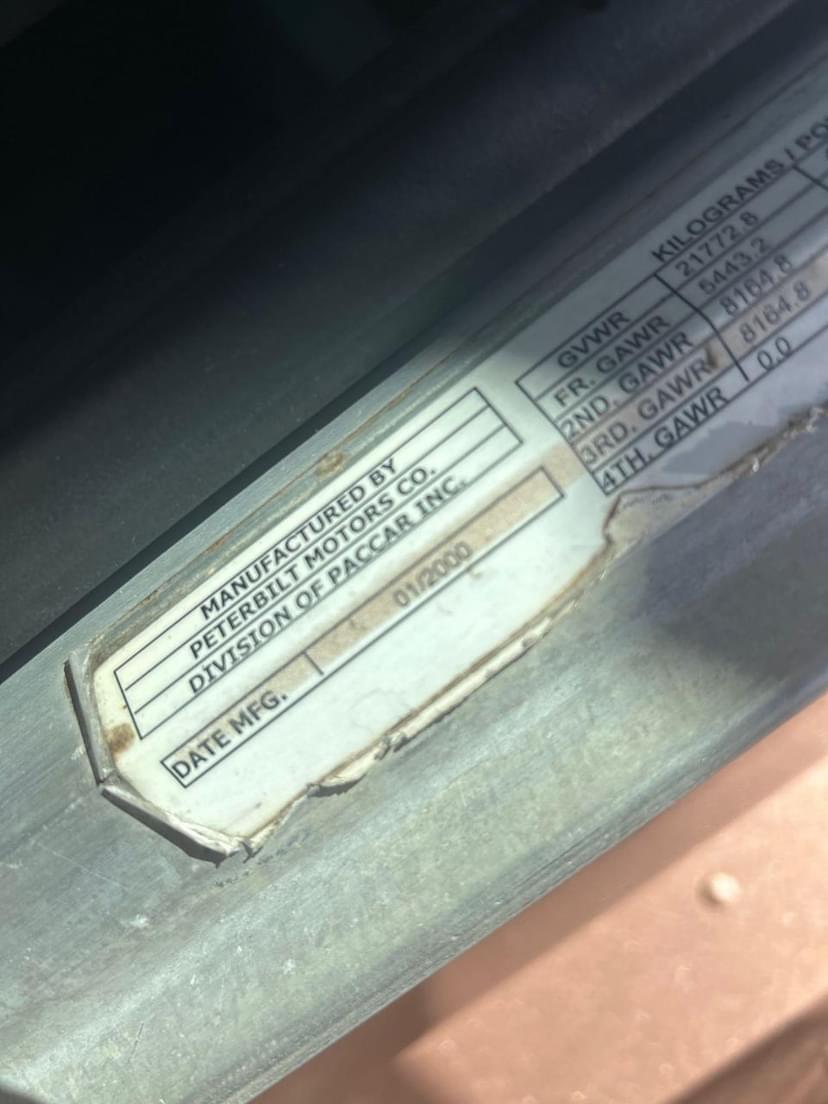 MANUFACTURED BY
PETERBILT MOTORS CO.
DIVISION OF PACCAR INC.
DATE MFG. 01/2000
KILOGRAMS /
GVWR 21772.8
FR. GAWR 5443.2
2ND. GAWR 8164.8
3RD. GAWR 8164.8
4TH. GAWR 0.0